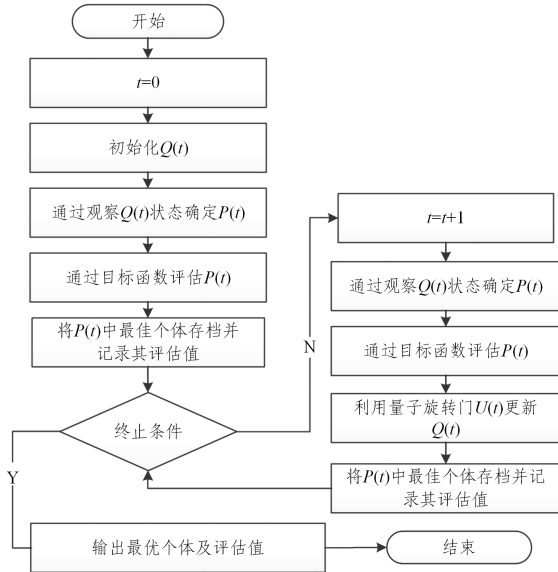 开始
t=0
初始化Q(t)
通过观察Q(t)状态确定P(t)
通过目标函数评估P(t)
将P(t)中最佳个体存档并
记录其评估值
终止条件
N
t=t+1
通过观察Q(t)状态确定P(t)
通过目标函数评估P(t)
利用量子旋转门U(t)更新
Q(t)
将P(t)中最佳个体存档并记
录其评估值
Y
输出最优个体及评估值
结束